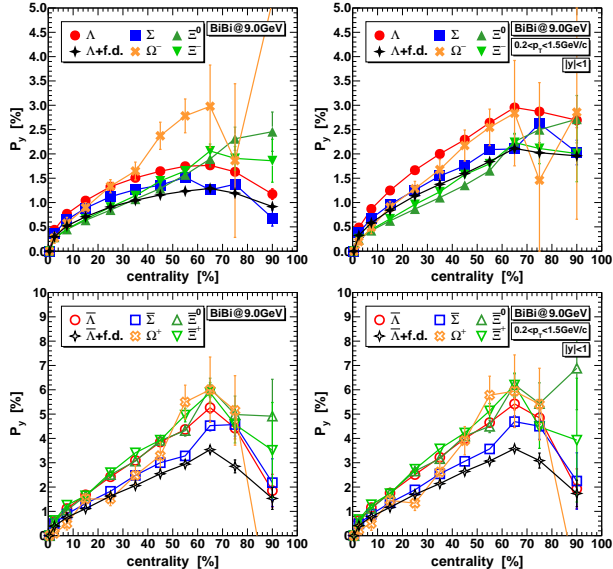 BiBi@9.0GeV
Λ Σ Ξ⁰
Λ+f.d. Ω⁻ Ξ⁻
P_y [%]
5.0
4.5
4.0
3.5
3.0
2.5
2.0
1.5
1.0
0.5
0.0
0 10 20 30 40 50 60 70 80 90 100
centrality [%]
BiBi@9.0GeV
Λ Σ Ξ⁰
0.2<p_T<1.5GeV/c
Λ+f.d. Ω⁻ Ξ⁻
|y|<1
P_y [%]
5.0
4.5
4.0
3.5
3.0
2.5
2.0
1.5
1.0
0.5
0.0
0 10 20 30 40 50 60 70 80 90 100
centrality [%]
BiBi@9.0GeV
Λ̅ Σ̅ Ξ̅⁰
Λ̅+f.d. Ω⁺ Ξ̅⁺
P_y [%]
10
9
8
7
6
5
4
3
2
1
0
0 10 20 30 40 50 60 70 80 90 100
centrality [%]
BiBi@9.0GeV
Λ̅ Σ̅ Ξ̅⁰
0.2<p_T<1.5GeV/c
Λ̅+f.d. Ω⁺ Ξ̅⁺
|y|<1
P_y [%]
10
9
8
7
6
5
4
3
2
1
0
0 10 20 30 40 50 60 70 80 90 100
centrality [%]